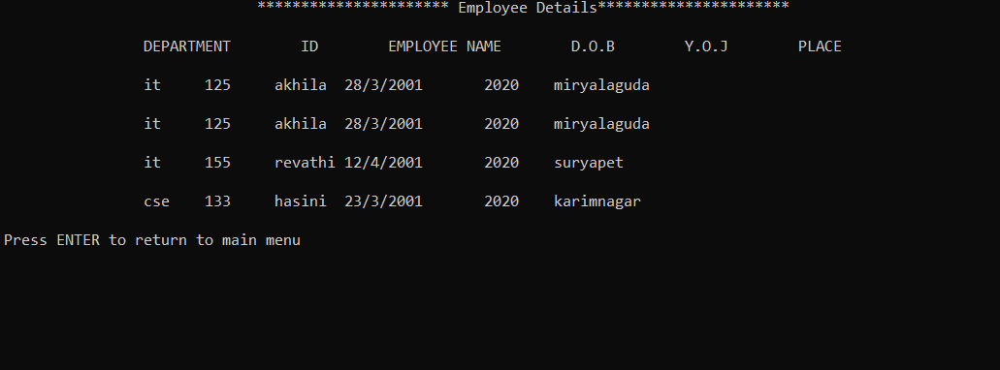 ********************** Employee Details**********************
DEPARTMENT ID EMPLOYEE NAME D.O.B Y.O.J PLACE
it 125 akhila 28/3/2001 2020 miryalaguda
it 125 akhila 28/3/2001 2020 miryalaguda
it 155 revathi 12/4/2001 2020 suryapet
cse 133 hasini 23/3/2001 2020 karimnagar
Press ENTER to return to main menu